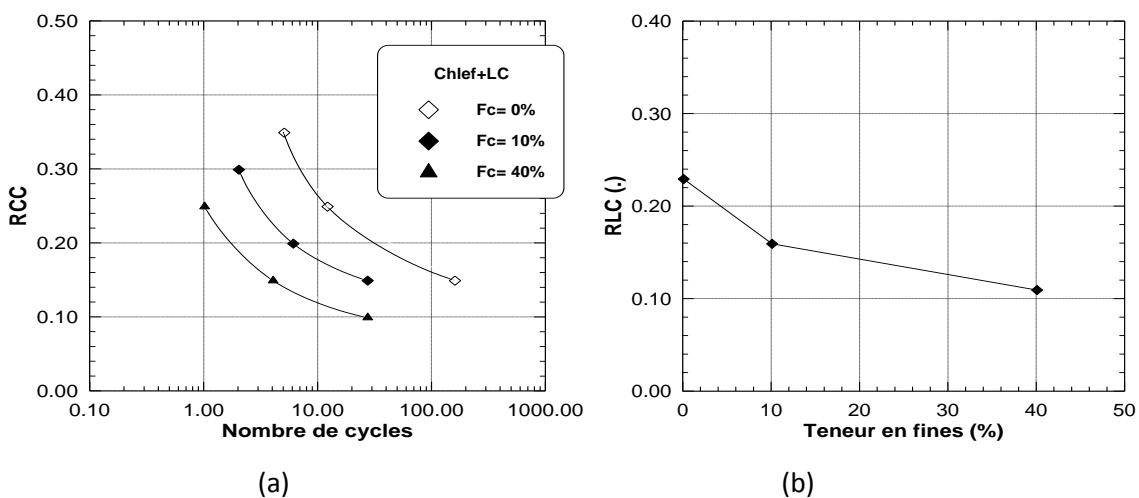 0.50
0.40
0.30
0.20
0.10
0.00
RCC
0.10 1.00 10.00 100.00 1000.00
Nombre de cycles
Chlef+LC
Fc= 0%
Fc= 10%
Fc= 40%
(a)
0.40
0.30
0.20
0.10
0.00
RLC (.)
0 10 20 30 40 50
Teneur en fines (%)
(b)